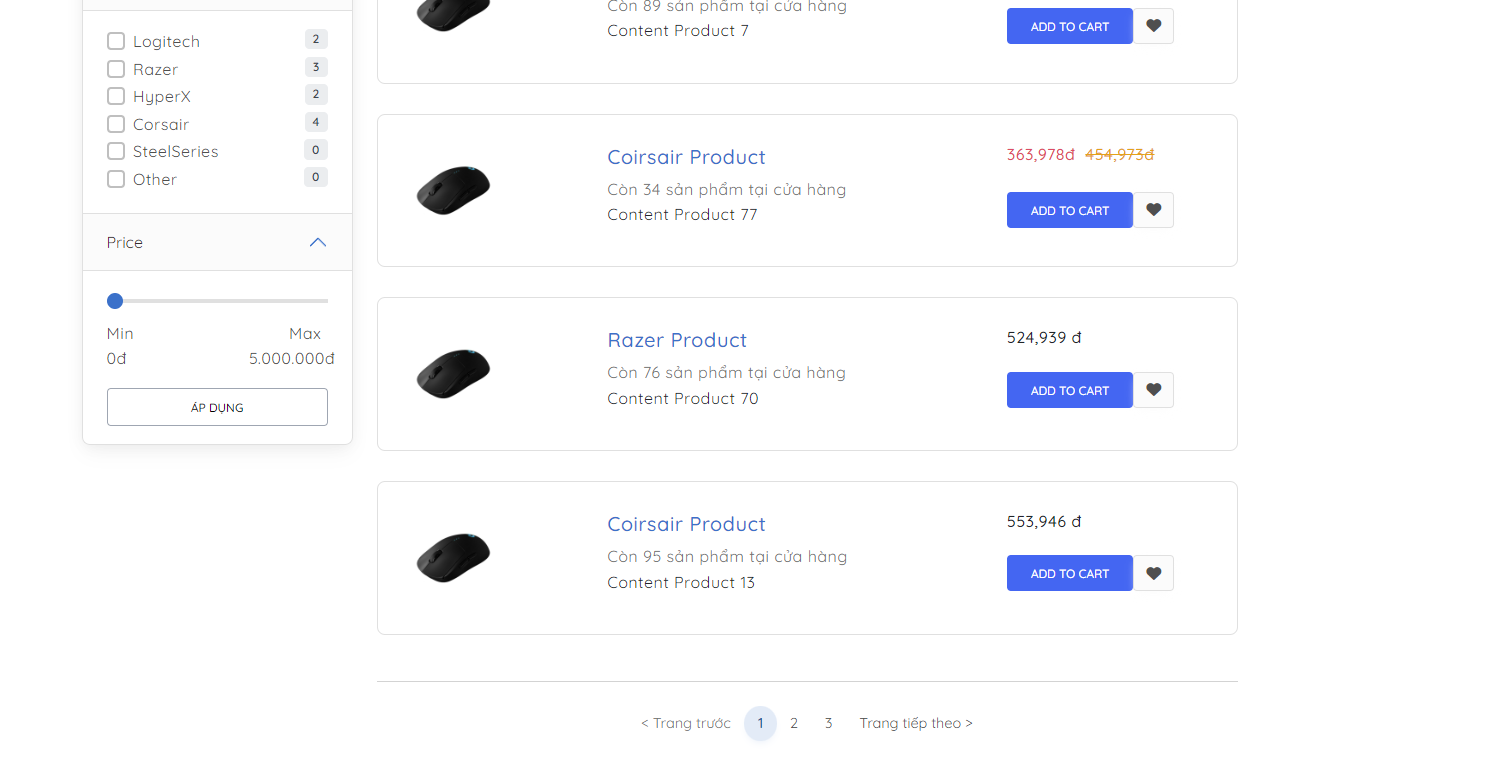 Logitech 2
Razer 3
HyperX 2
Corsair 4
SteelSeries 0
Other 0
Price
Min Max
0đ 5.000.000đ
ÁP DỤNG
Còn 89 sản phẩm tại cửa hàng
Content Product 7
ADD TO CART
Coirsair Product
Còn 34 sản phẩm tại cửa hàng
Content Product 77
363,978đ 454,973đ
ADD TO CART
Razer Product
Còn 76 sản phẩm tại cửa hàng
Content Product 70
524,939 đ
ADD TO CART
Coirsair Product
Còn 95 sản phẩm tại cửa hàng
Content Product 13
553,946 đ
ADD TO CART
< Trang trước 1 2 3 Trang tiếp theo >